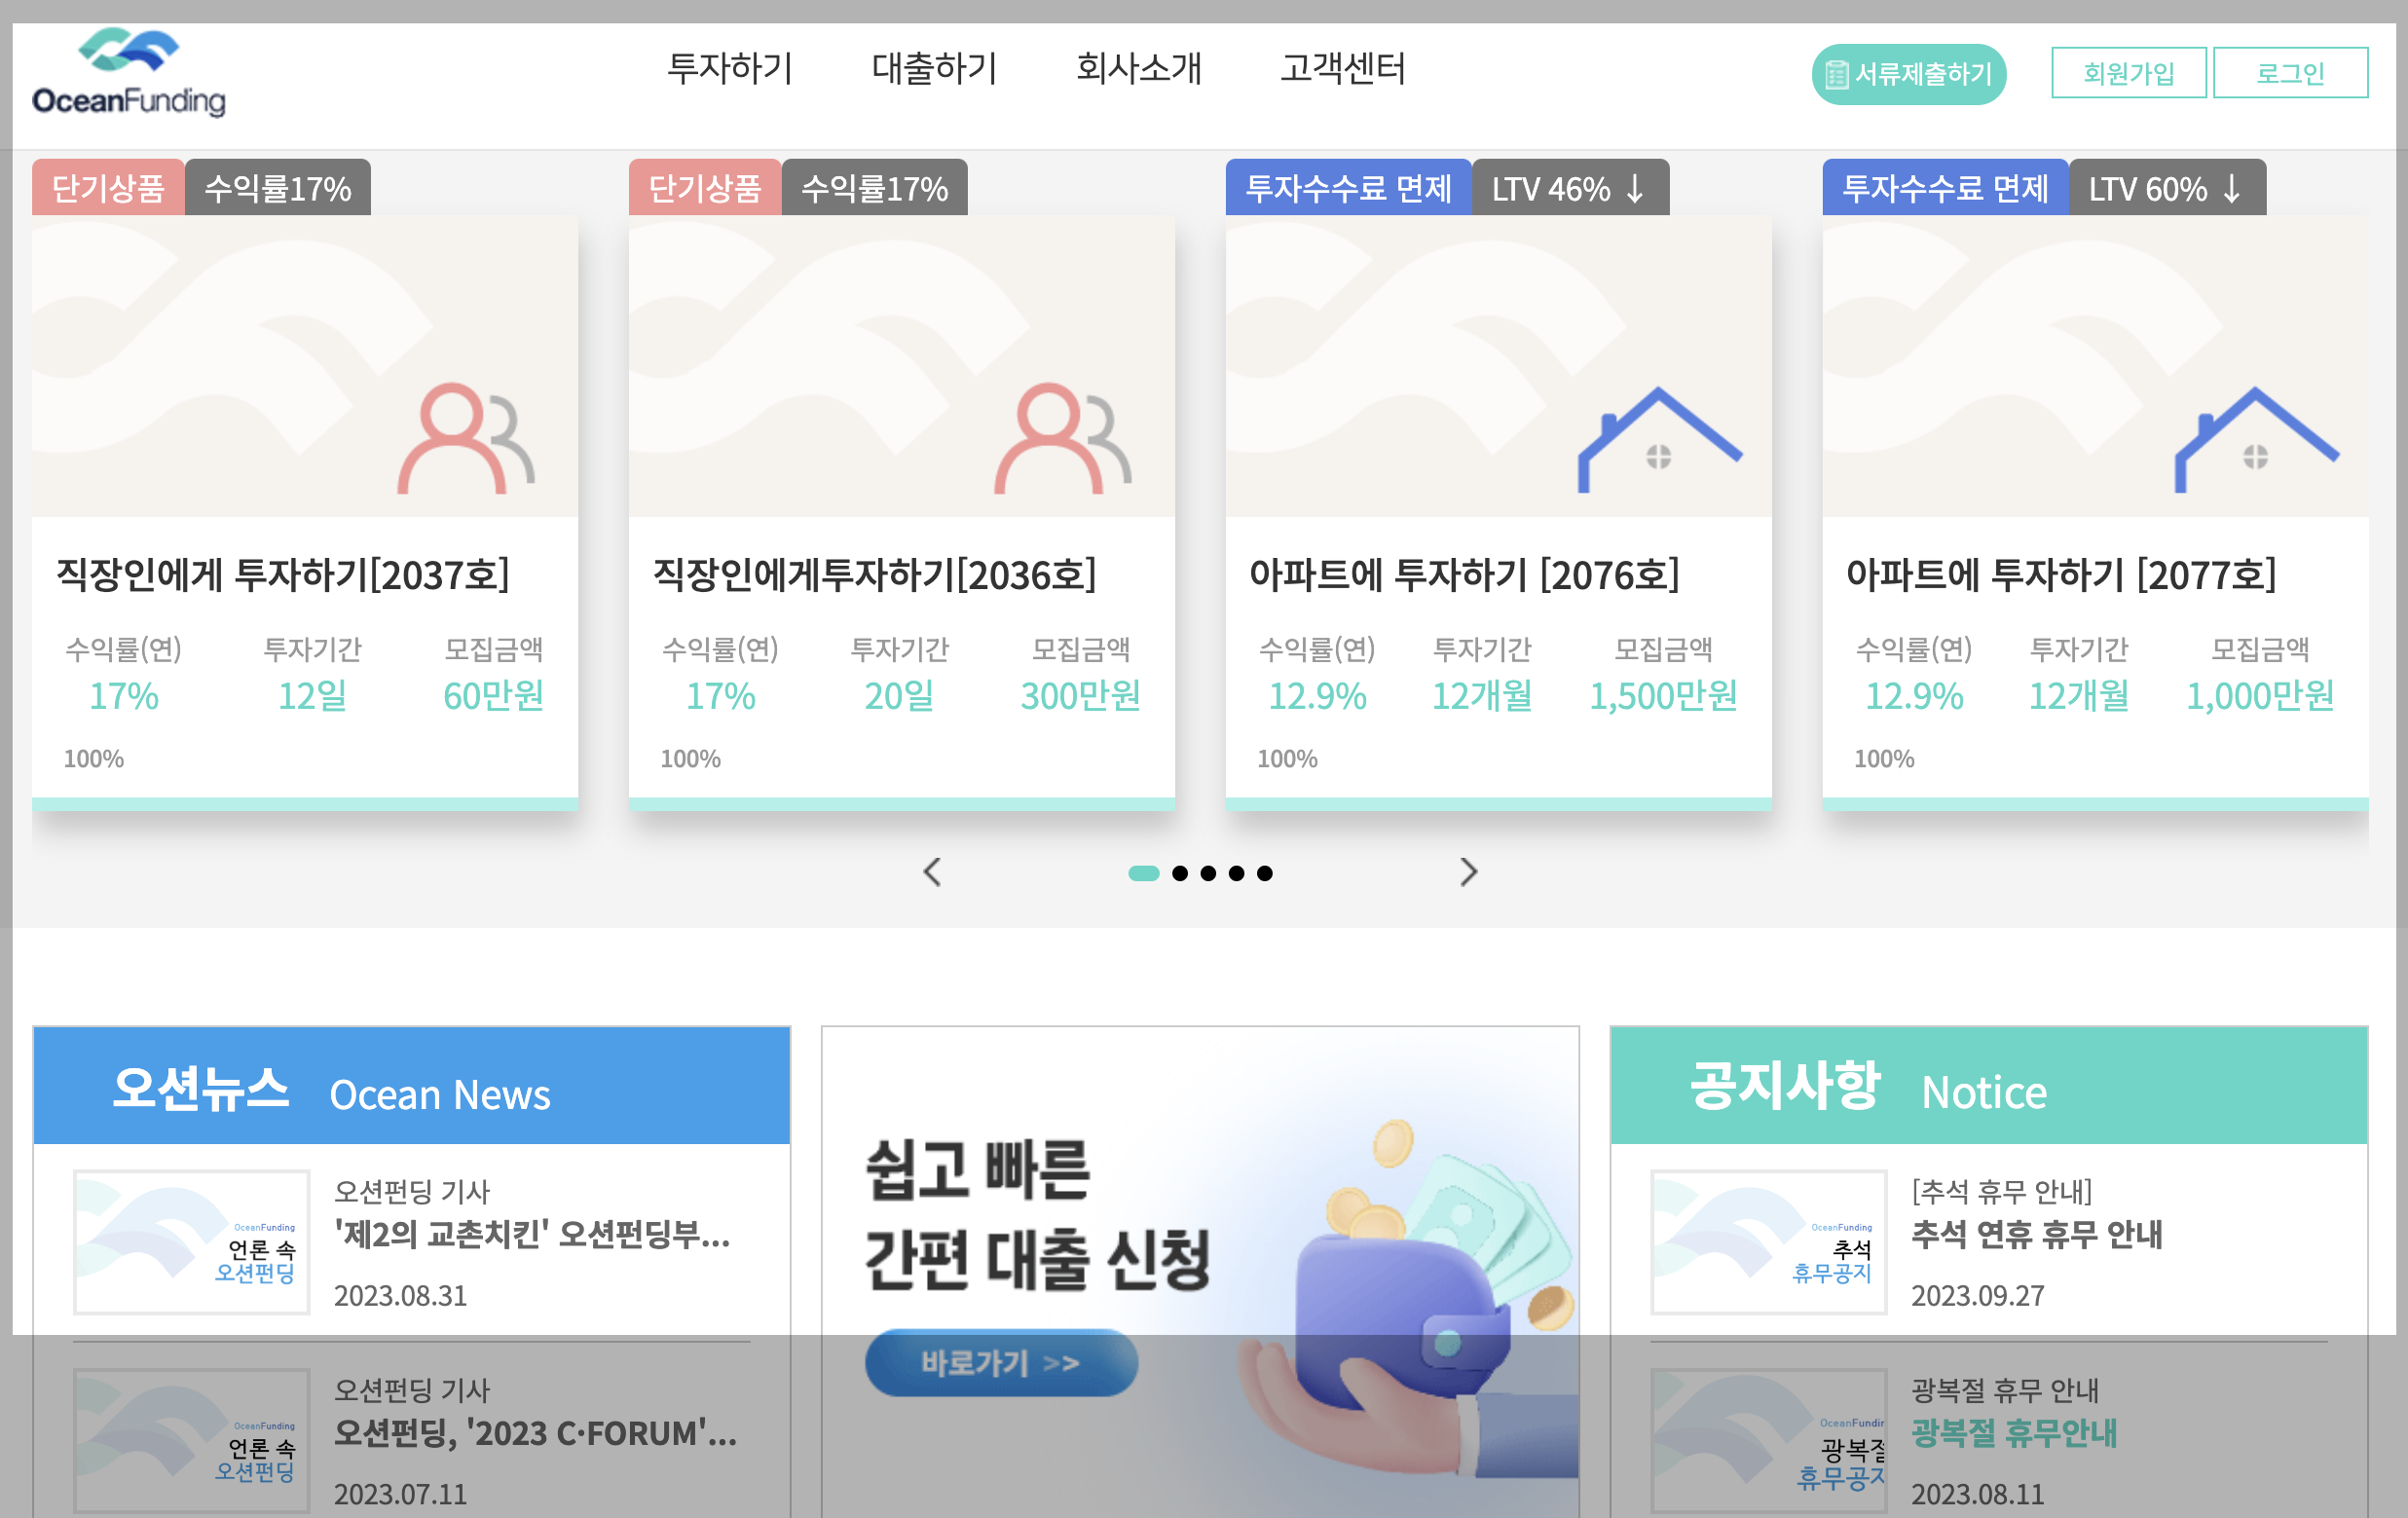 OceanFunding
투자하기 대출하기 회사소개 고객센터
서류제출하기 회원가입 로그인
단기상품 수익률17%
직장인에게 투자하기[2037호]
수익률(연) 투자기간 모집금액
17% 12일 60만원
100%
단기상품 수익률17%
직장인에게투자하기[2036호]
수익률(연) 투자기간 모집금액
17% 20일 300만원
100%
투자수수료 면제 LTV 46% ↓
아파트에 투자하기 [2076호]
수익률(연) 투자기간 모집금액
12.9% 12개월 1,500만원
100%
투자수수료 면제 LTV 60% ↓
아파트에 투자하기 [2077호]
수익률(연) 투자기간 모집금액
12.9% 12개월 1,000만원
100%
오션뉴스 Ocean News
OceanFunding
언론 속
오션펀딩
오션펀딩 기사
'제2의 교촌치킨' 오션펀딩부...
2023.08.31
OceanFunding
언론 속
오션펀딩
오션펀딩 기사
오션펀딩, '2023 C·FORUM'...
2023.07.11
쉽고 빠른
간편 대출 신청
바로가기 >>
공지사항 Notice
OceanFunding
추석
휴무공지
[추석 휴무 안내]
추석 연휴 휴무 안내
2023.09.27
OceanFundin
광복절
휴무공지
광복절 휴무 안내
광복절 휴무안내
2023.08.11